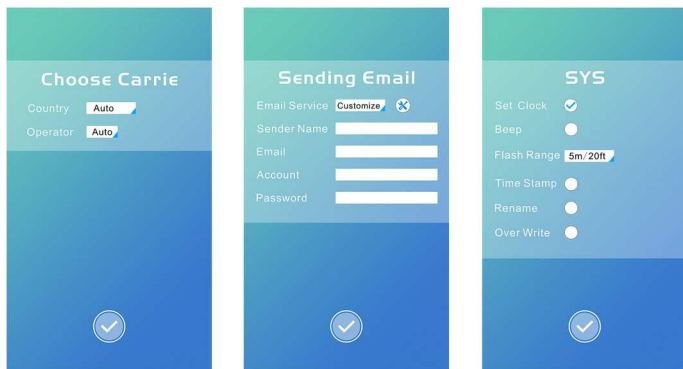 Choose Carrie
Country Auto
Operator Auto
Sending Email
Email Service Customize
Sender Name
Email
Account
Password
SYS
Set Clock
Beep
Flash Range 5m/20ft
Time Stamp
Rename
Over Write